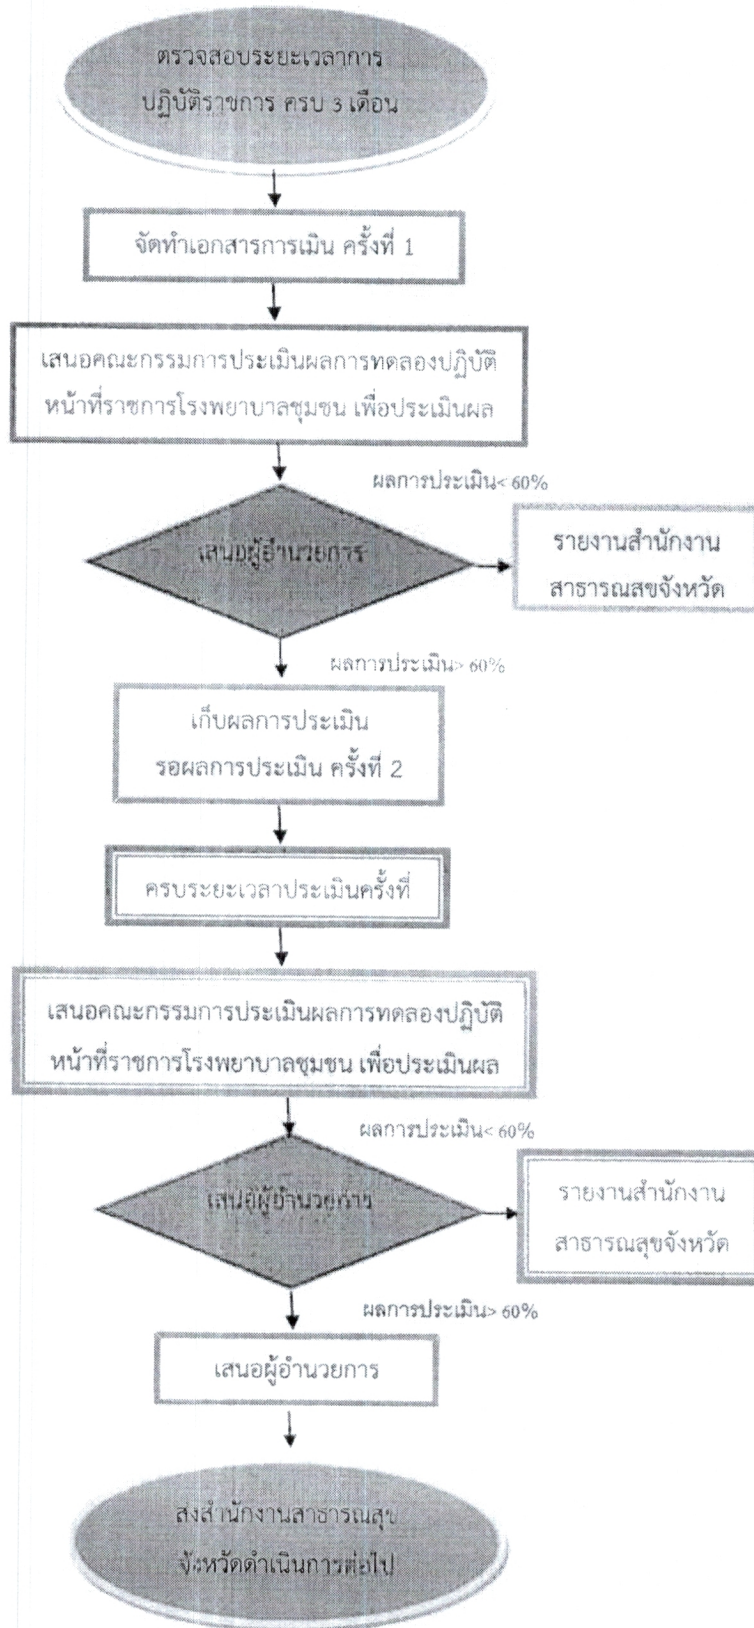 ตรวจสอบระยะเวลาการ
ปฏิบัติราชการ ครบ 3 เดือน
จัดทำเอกสารการเมิน ครั้งที่ 1
เสนอคณะกรรมการประเมินผลการทดลองปฏิบัติ
หน้าที่ราชการโรงพยาบาลชุมชน เพื่อประเมินผล
ผลการประเมิน< 60%
เสนอผู้อำนวยการ
รายงานสำนักงาน
สาธารณสขจังหวัด
ผลการประเมิน> 60%
เก็บผลการประเมิน
รอผลการประเมิน ครั้งที่ 2
ครบระยะเวลาประเมินครั้งที่
เสนอคณะกรรมการประเมินผลการทดลองปฏิบัติ
หน้าที่ราชการโรงพยาบาลชุมชน เพื่อประเมินผล
ผลการประเมิน< 60%
เสนอผู้อำนวยการ
รายงานสำนักงาน
สาธารณสุขจังหวัด
ผลการประเมิน> 60%
เสนอผู้อำนวยการ
ส่งสำนักงานสาธารณสุข
จังหวัดดำเนินการต่อไป